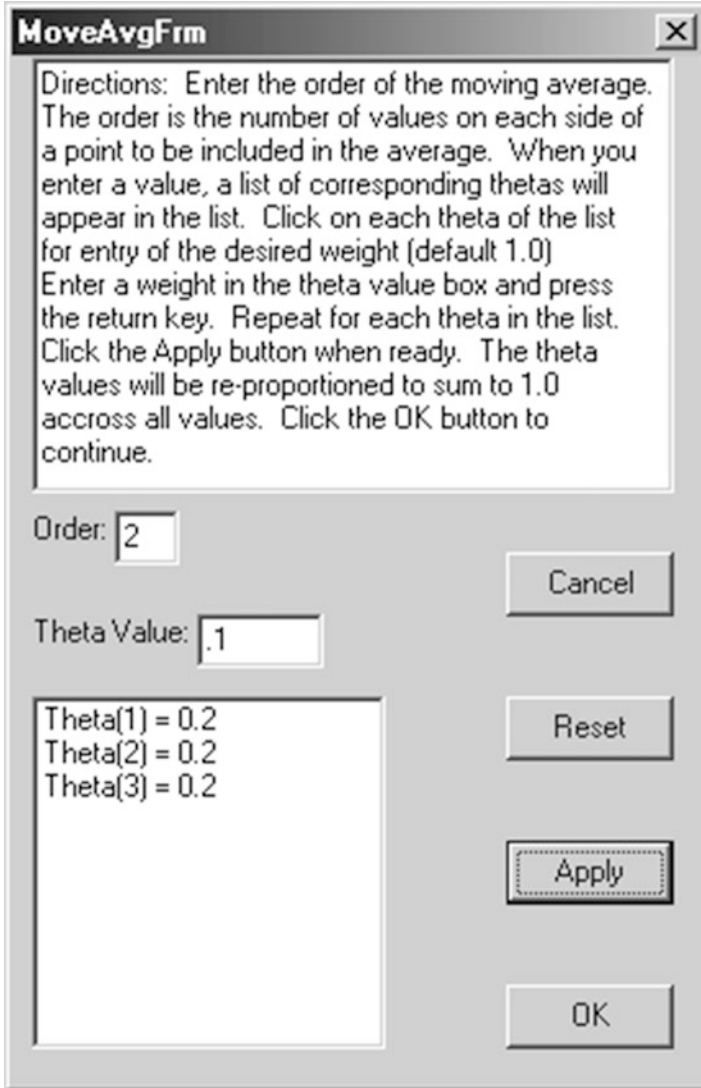 MoveAvgFrm
Directions:  Enter the order of the moving average.
The order is the number of values on each side of
a point to be included in the average.  When you
enter a value, a list of corresponding thetas will
appear in the list.  Click on each theta of the list
for entry of the desired weight (default 1.0)
Enter a weight in the theta value box and press
the return key.  Repeat for each theta in the list.
Click the Apply button when ready.  The theta
values will be re-proportioned to sum to 1.0
accross all values.  Click the OK button to
continue.
Order: 2
Cancel
Theta Value: .1
Theta(1) = 0.2
Theta(2) = 0.2
Theta(3) = 0.2
Reset
Apply
OK